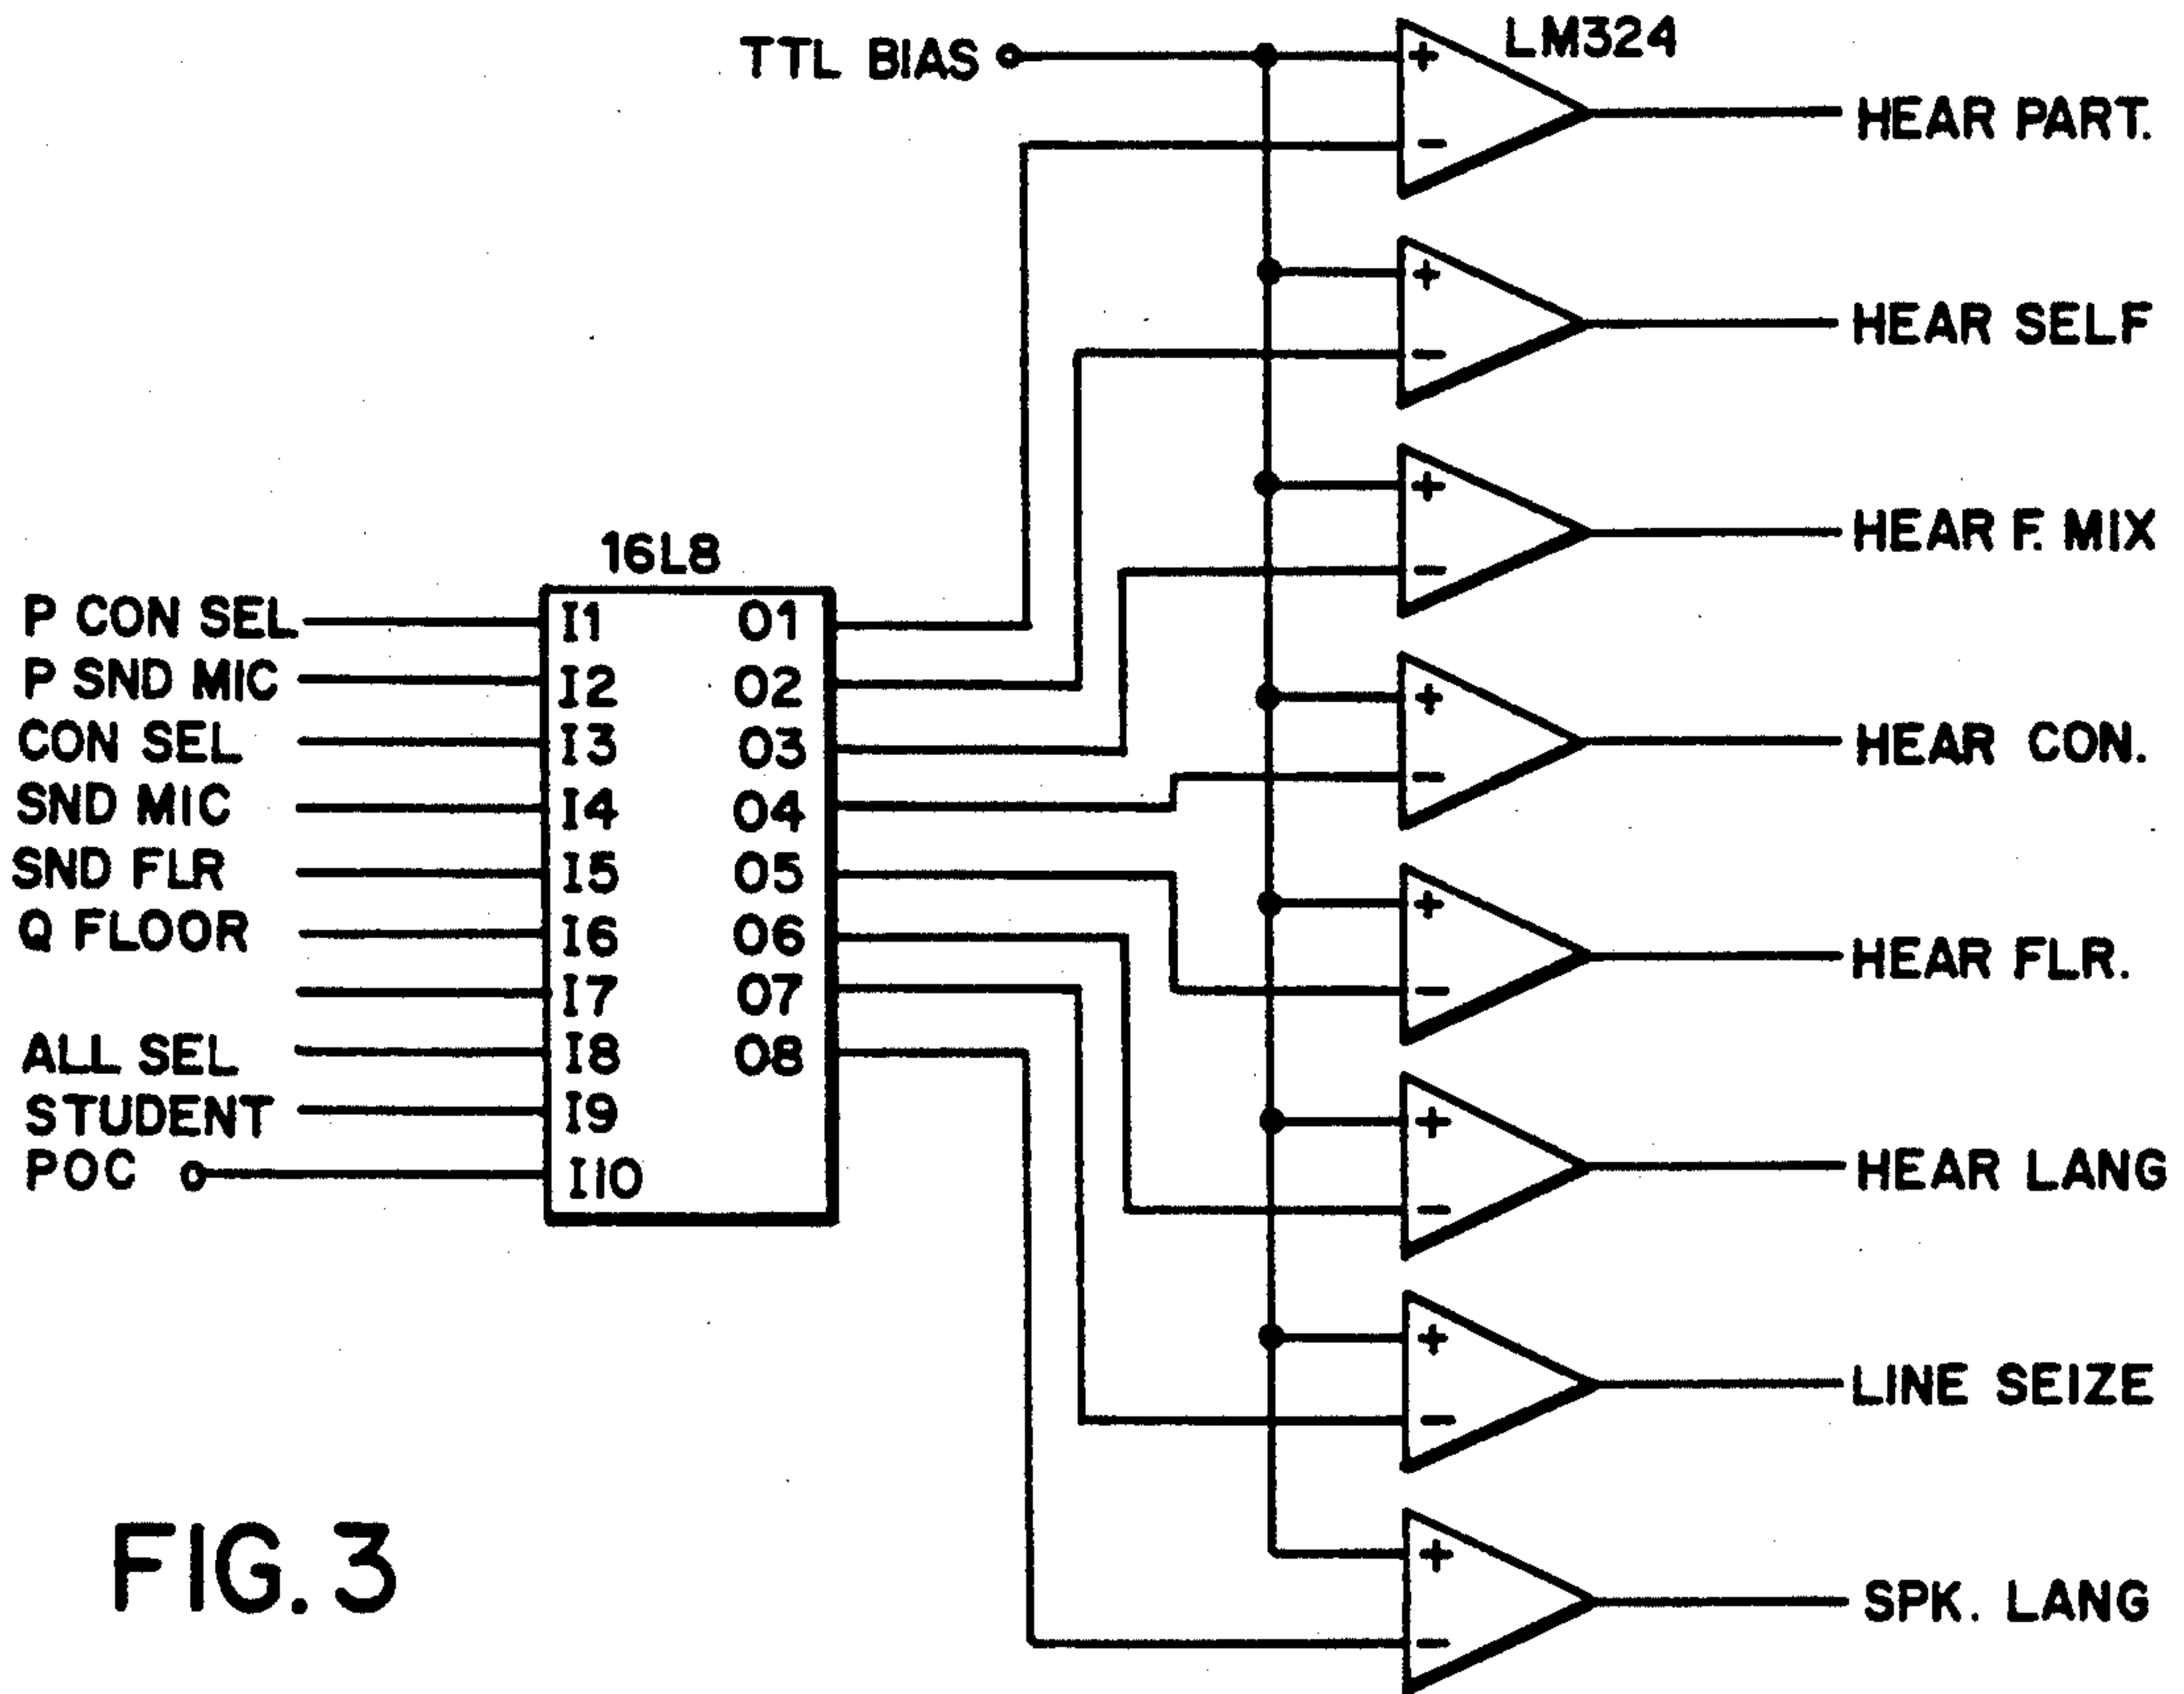 TTL BIAS
LM324
+
−
HEAR PART.
+
−
HEAR SELF
+
−
HEAR F. MIX
+
−
HEAR CON.
+
−
HEAR FLR.
+
−
HEAR LANG
+
−
LINE SEIZE
+
−
SPK. LANG
16L8
P CON SEL I1 O1
P SND MIC I2 O2
CON SEL I3 O3
SND MIC I4 O4
SND FLR I5 O5
Q FLOOR I6 O6
I7 O7
ALL SEL I8 O8
STUDENT I9
POC I10
FIG. 3